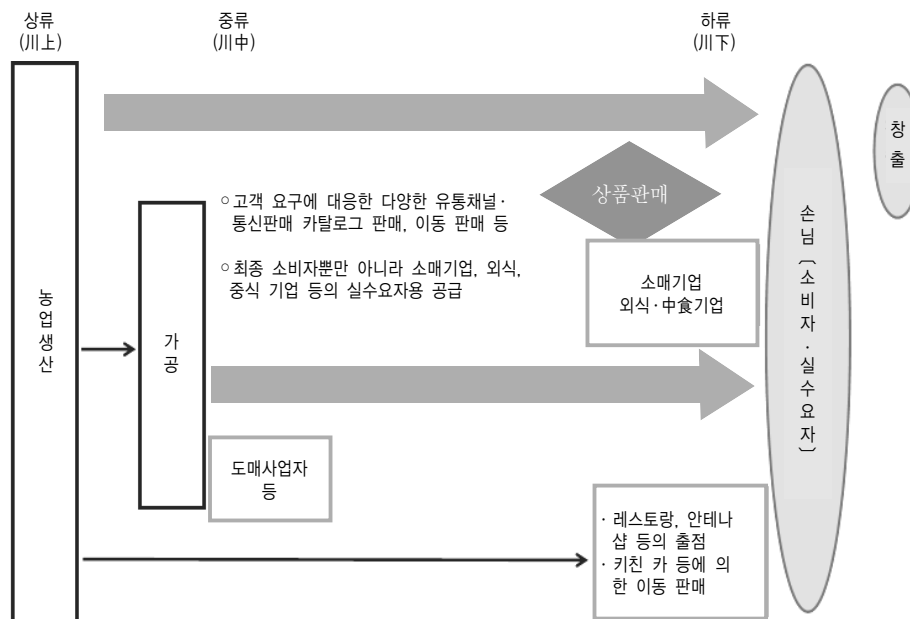 상류
(川上)
중류
(川中)
하류
(川下)
창
출
상품판매
○고객 요구에 대응한 다양한 유통채널·
통신판매 카탈로그 판매, 이동 판매 등
○최종 소비자뿐만 아니라 소매기업, 외식,
중식 기업 등의 실수요자용 공급
소매기업
외식·中食기업
농
업
생
산
가
공
손
님
〔
소
비
자
·
실
수
요
자
〕
도매사업자
등
· 레스토랑, 안테나
샵 등의 출점
· 키친 카 등에 의
한 이동 판매